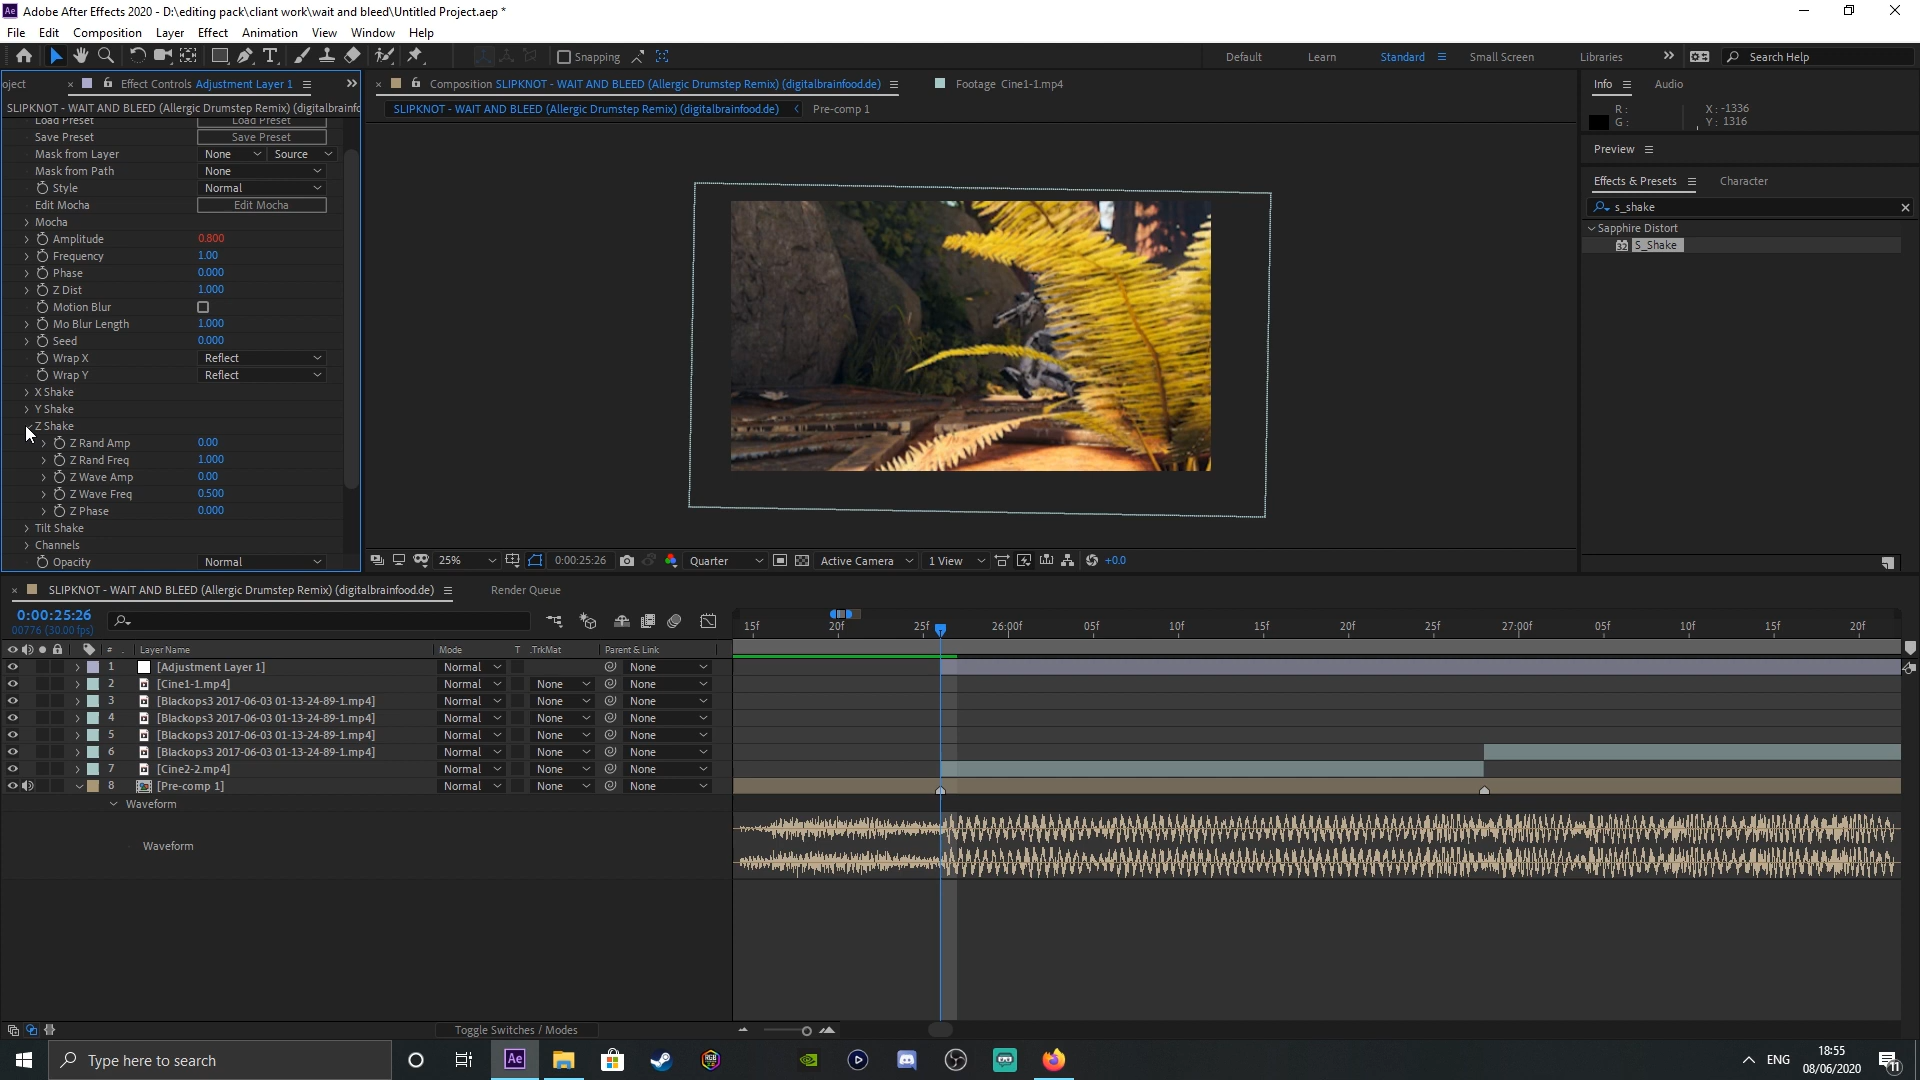 Ae Adobe After Effects 2020 - D:\editing pack\cliant work\wait and bleed\Untitled Project.aep *
File Edit Composition Layer Effect Animation View Window Help
Snapping Default Learn Standard Small Screen Libraries Search Help
oject Effect Controls Adjustment Layer 1
SLIPKNOT - WAIT AND BLEED (Allergic Drumstep Remix) (digitalbrainfo
Load Preset Load Preset
Save Preset Save Preset
Mask from Layer None Source
Mask from Path None
Style Normal
Edit Mocha Edit Mocha
Mocha
Amplitude 0.800
Frequency 1.00
Phase 0.000
Z Dist 1.000
Motion Blur
Mo Blur Length 1.000
Seed 0.000
Wrap X Reflect
Wrap Y Reflect
X Shake
Y Shake
Z Shake
Z Rand Amp 0.00
Z Rand Freq 1.000
Z Wave Amp 0.00
Z Wave Freq 0.500
Z Phase 0.000
Tilt Shake
Channels
Opacity Normal
Composition SLIPKNOT - WAIT AND BLEED (Allergic Drumstep Remix) (digitalbrainfood.de) Footage Cine1-1.mp4
SLIPKNOT - WAIT AND BLEED (Allergic Drumstep Remix) (digitalbrainfood.de) Pre-comp 1
25% 0:00:25:26 Quarter Active Camera 1 View +0.0
Info Audio
R: X: -1336
G: Y: 1316
Preview
Effects & Presets Character
s_shake
Sapphire Distort
32 S_Shake
SLIPKNOT - WAIT AND BLEED (Allergic Drumstep Remix) (digitalbrainfood.de) Render Queue
0:00:25:26
00776 (30.00 fps)
15f 20f 25f 26:00f 05f 10f 15f 20f 25f 27:00f 05f 10f 15f 20f
# Layer Name Mode T .TrkMat Parent & Link
1 [Adjustment Layer 1] Normal None
2 [Cine1-1.mp4] Normal None None
3 [Blackops3 2017-06-03 01-13-24-89-1.mp4] Normal None None
4 [Blackops3 2017-06-03 01-13-24-89-1.mp4] Normal None None
5 [Blackops3 2017-06-03 01-13-24-89-1.mp4] Normal None None
6 [Blackops3 2017-06-03 01-13-24-89-1.mp4] Normal None None
7 [Cine2-2.mp4] Normal None None
8 [Pre-comp 1] Normal None None
Waveform
Waveform
Toggle Switches / Modes
Type here to search Ae ENG 18:55
08/06/2020 11